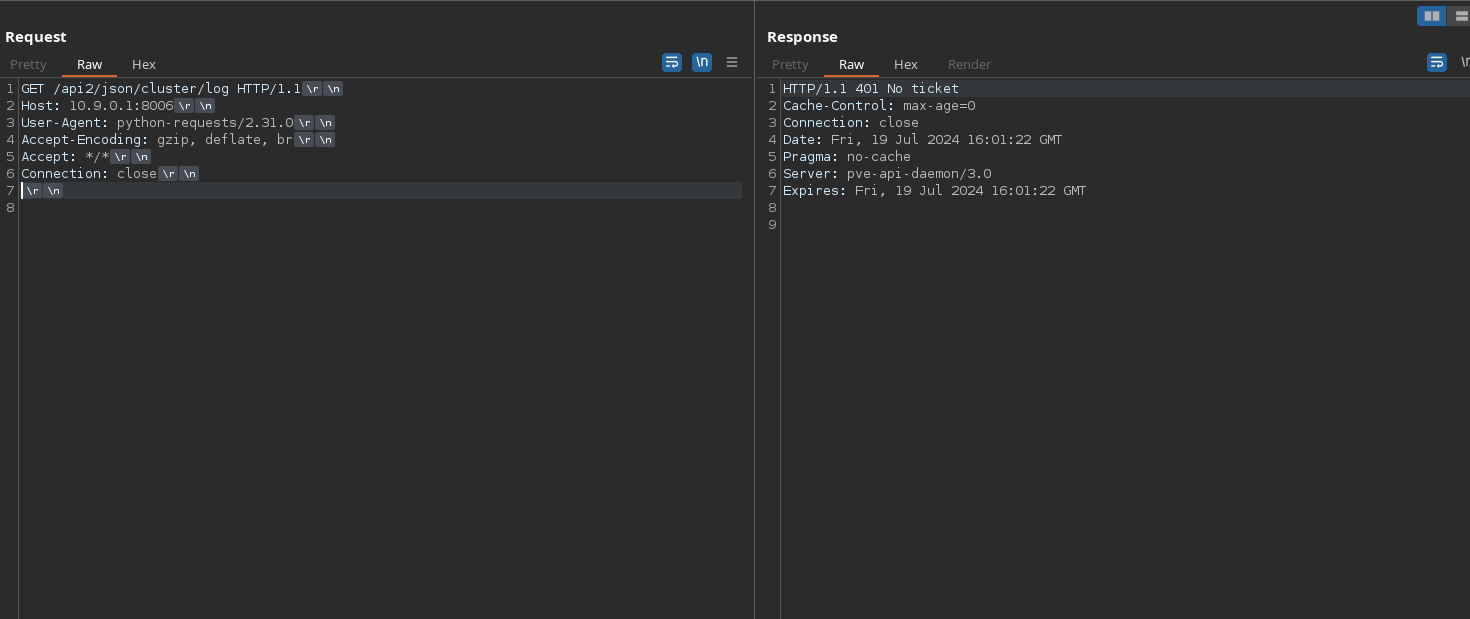 Request
Pretty Raw Hex \n
1 GET /api2/json/cluster/log HTTP/1.1\r \n
2 Host: 10.9.0.1:8006\r \n
3 User-Agent: python-requests/2.31.0\r \n
4 Accept-Encoding: gzip, deflate, br\r \n
5 Accept: */*\r \n
6 Connection: close\r \n
7 \r \n
8
Response
Pretty Raw Hex Render \n
1 HTTP/1.1 401 No ticket
2 Cache-Control: max-age=0
3 Connection: close
4 Date: Fri, 19 Jul 2024 16:01:22 GMT
5 Pragma: no-cache
6 Server: pve-api-daemon/3.0
7 Expires: Fri, 19 Jul 2024 16:01:22 GMT
8
9